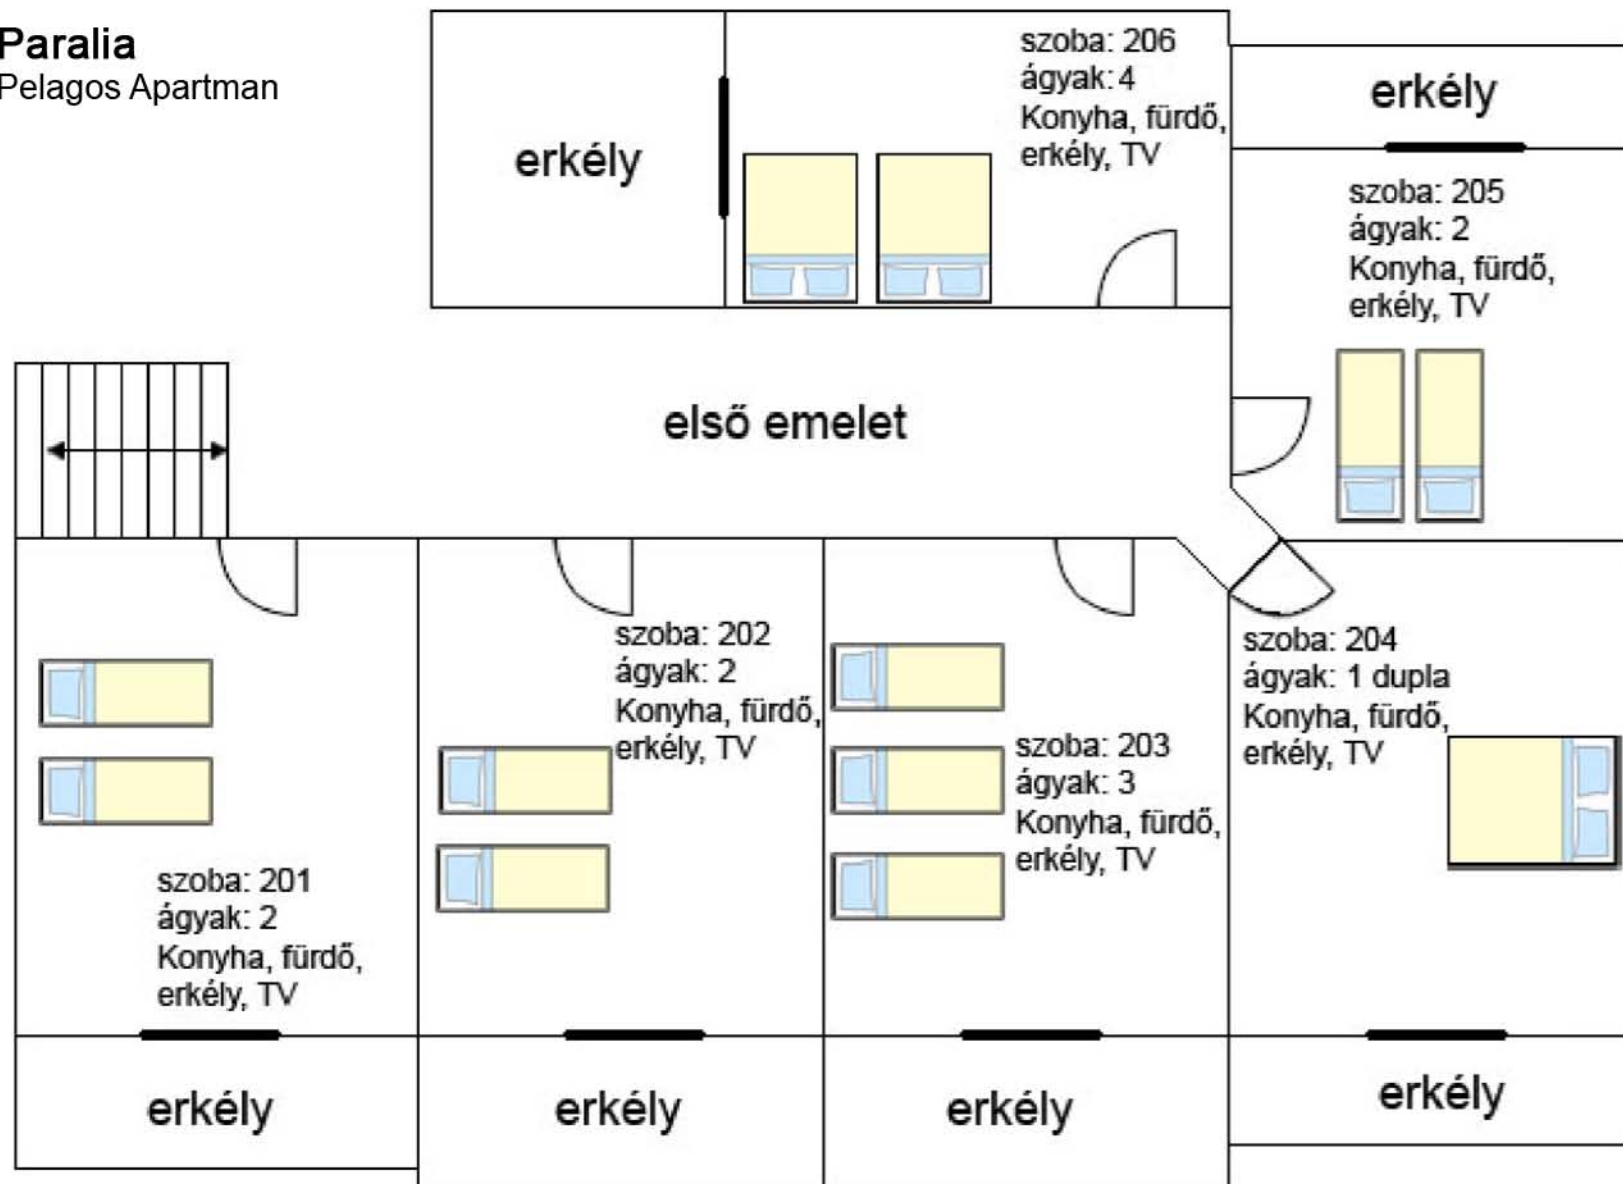 Paralia
Pelagos Apartman
erkély
szoba: 206
ágyak: 4
Konyha, fürdő,
erkély, TV
erkély
szoba: 205
ágyak: 2
Konyha, fürdő,
erkély, TV
első emelet
szoba: 201
ágyak: 2
Konyha, fürdő,
erkély, TV
erkély
szoba: 202
ágyak: 2
Konyha, fürdő,
erkély, TV
erkély
szoba: 203
ágyak: 3
Konyha, fürdő,
erkély, TV
erkély
szoba: 204
ágyak: 1 dupla
Konyha, fürdő,
erkély, TV
erkély